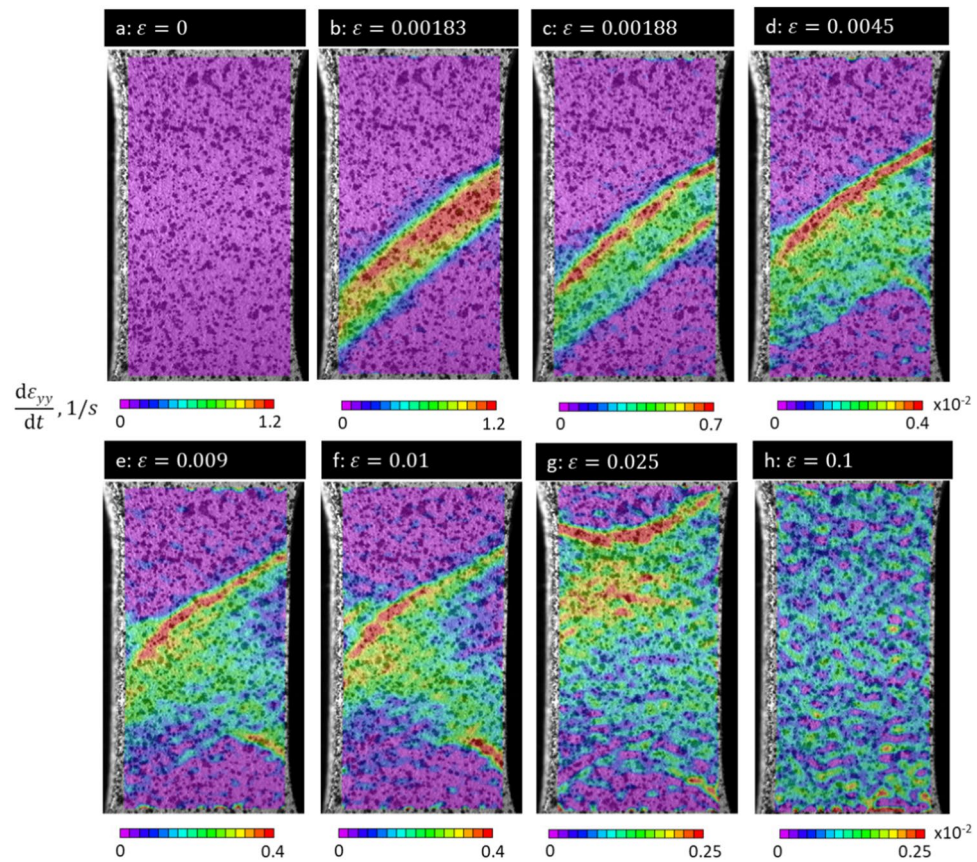 a: ε = 0
b: ε = 0.00183
c: ε = 0.00188
d: ε = 0.0045
dε_yy/dt, 1/s
0 1.2
0 1.2
0 0.7
0 0.4 x10⁻²
e: ε = 0.009
f: ε = 0.01
g: ε = 0.025
h: ε = 0.1
0 0.4
0 0.4
0 0.25
0 0.25 x10⁻²